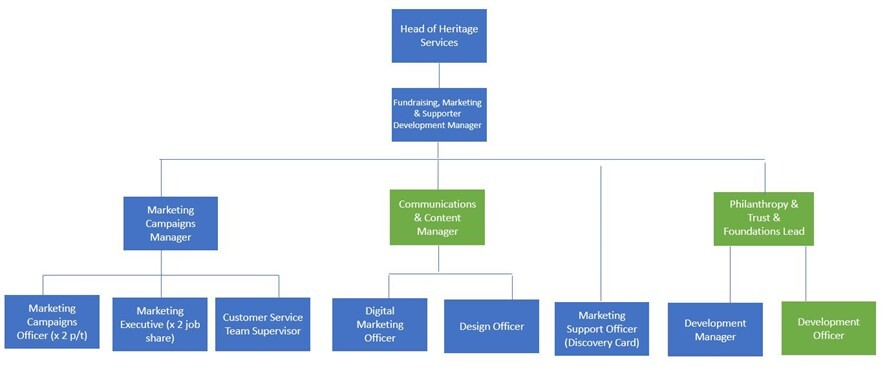 Head of Heritage
Services
Fundraising, Marketing
& Supporter
Development Manager
Marketing
Campaigns
Manager
Communications
& Content
Manager
Philanthropy &
Trust &
Foundations Lead
Marketing
Campaigns
Officer (x 2 p/t)
Marketing
Executive (x 2 job
share)
Customer Service
Team Supervisor
Digital
Marketing
Officer
Design Officer
Marketing
Support Officer
(Discovery Card)
Development
Manager
Development
Officer